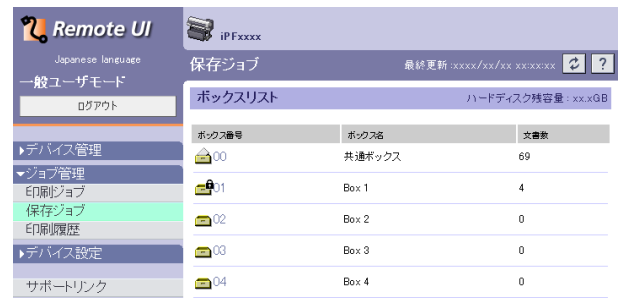 Remote UI
Japanese language
一般ユーザモード
ログアウト
▶デバイス管理
▼ジョブ管理
印刷ジョブ
保存ジョブ
印刷履歴
▶デバイス設定
サポートリンク
iPFxxxx
保存ジョブ 最終更新:xxxx/xx/xx xx:xx:xx ?
ボックスリスト ハードディスク残容量:xx.xGB
ボックス番号 ボックス名 文書数
00 共通ボックス 69
01 Box 1 4
02 Box 2 0
03 Box 3 0
04 Box 4 0